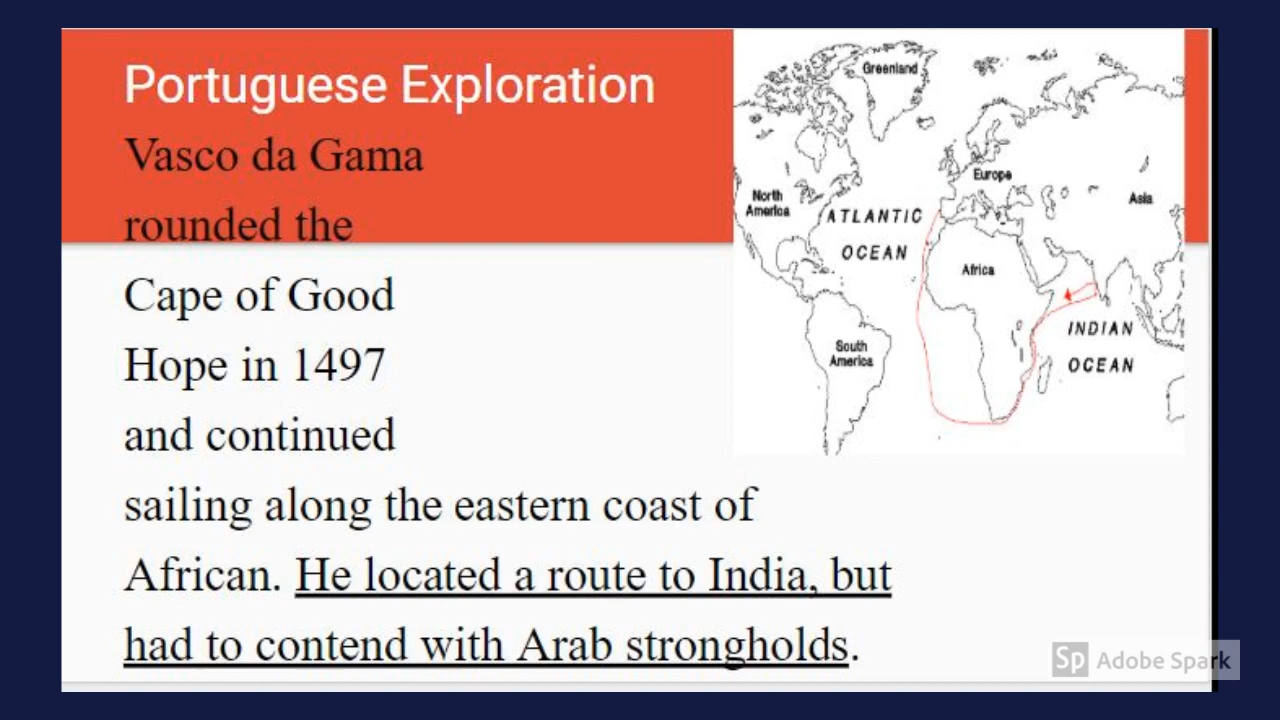 Portuguese Exploration
Vasco da Gama
rounded the
Cape of Good
Hope in 1497
and continued
sailing along the eastern coast of
African. He located a route to India, but
had to contend with Arab strongholds.
Greenland
Europe
North
America
Asia
ATLANTIC
OCEAN
Africa
INDIAN
OCEAN
South
America
Sp Adobe Spark